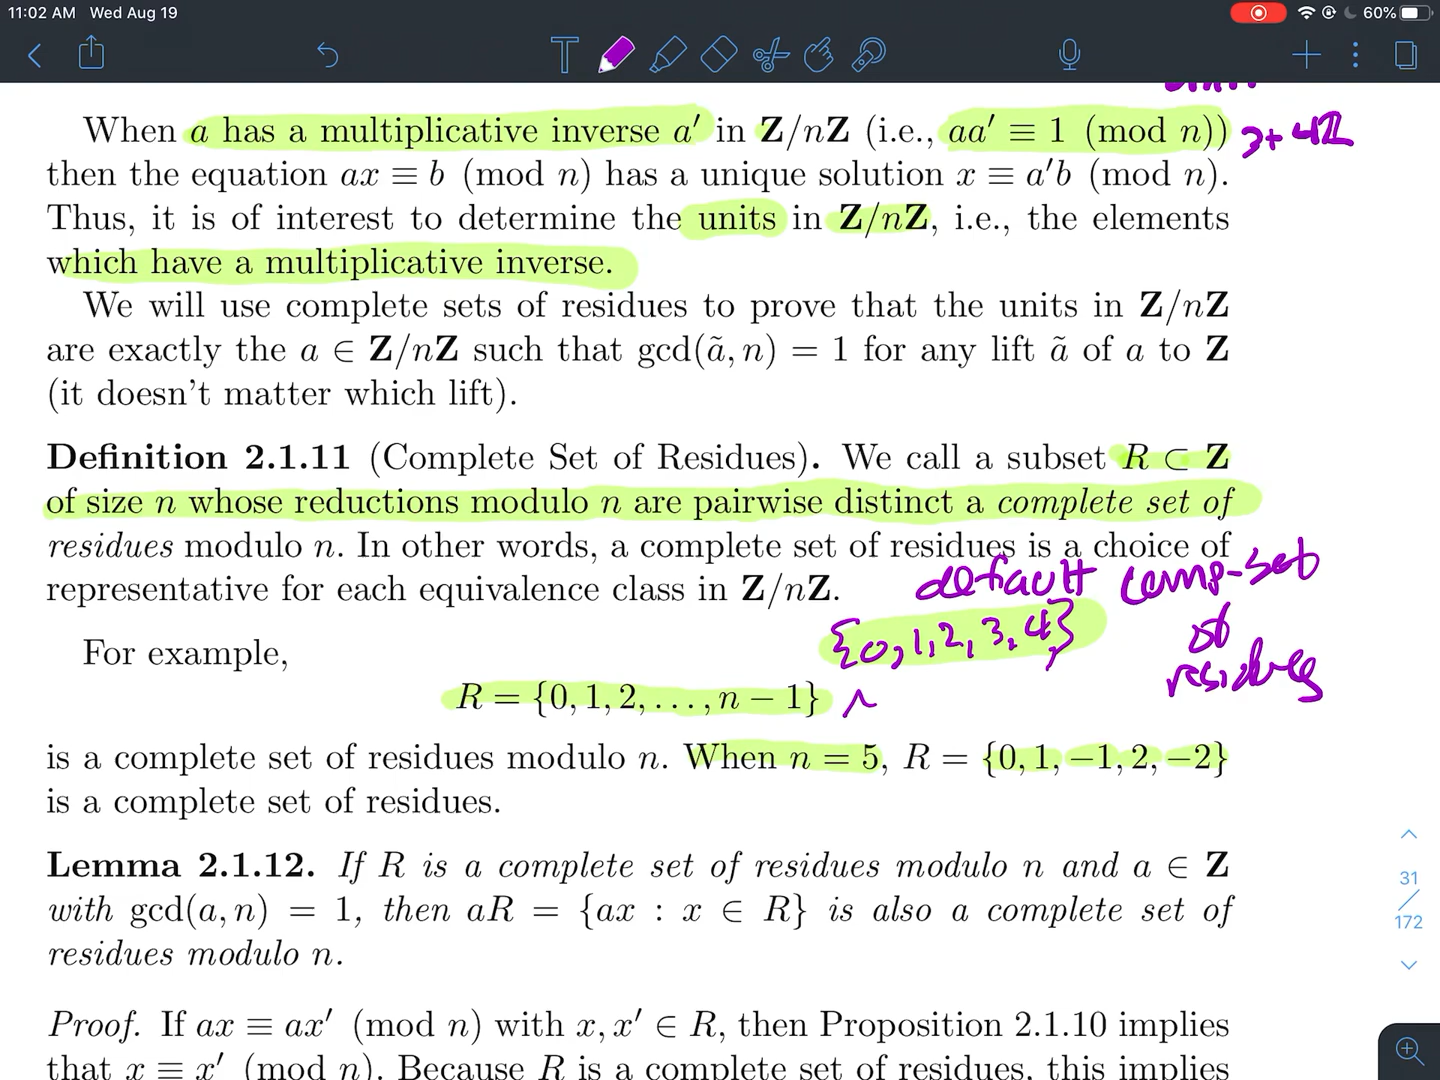 11:02 AM Wed Aug 19
60%
When a has a multiplicative inverse a′ in Z/nZ (i.e., aa′ ≡ 1 (mod n)) 3+4Z
then the equation ax ≡ b (mod n) has a unique solution x ≡ a′b (mod n).
Thus, it is of interest to determine the units in Z/nZ, i.e., the elements
which have a multiplicative inverse.
We will use complete sets of residues to prove that the units in Z/nZ
are exactly the a ∈ Z/nZ such that gcd(ã, n) = 1 for any lift ã of a to Z
(it doesn't matter which lift).
Definition 2.1.11 (Complete Set of Residues). We call a subset R ⊂ Z
of size n whose reductions modulo n are pairwise distinct a complete set of
residues modulo n. In other words, a complete set of residues is a choice of
representative for each equivalence class in Z/nZ.
default comp-set
of
residues
{0,1,2,3,4}
For example,
R = {0, 1, 2, . . . , n − 1}
is a complete set of residues modulo n. When n = 5, R = {0, 1, −1, 2, −2}
is a complete set of residues.
Lemma 2.1.12. If R is a complete set of residues modulo n and a ∈ Z
with gcd(a, n) = 1, then aR = {ax : x ∈ R} is also a complete set of
residues modulo n.
Proof. If ax ≡ ax′ (mod n) with x, x′ ∈ R, then Proposition 2.1.10 implies
that x ≡ x′ (mod n). Because R is a complete set of residues, this implies
31
/
172